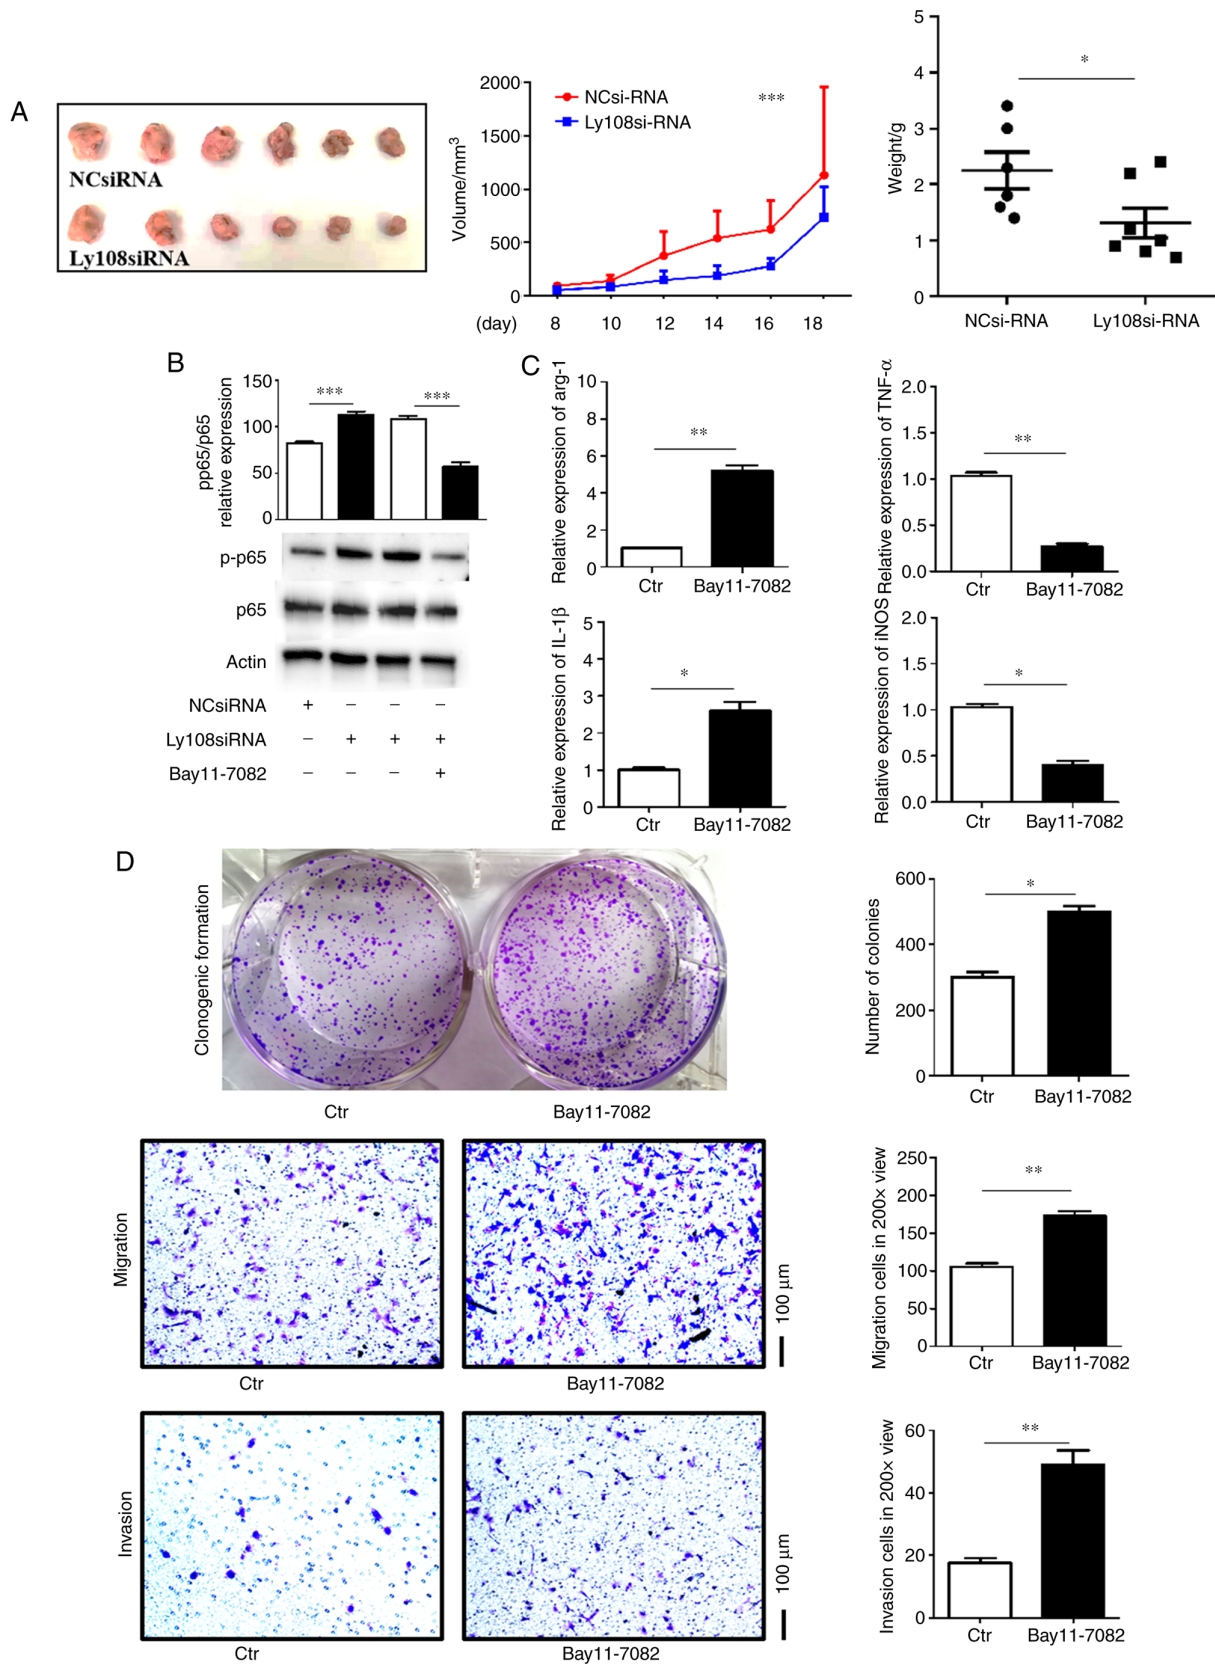 A
NCsiRNA
Ly108siRNA
Volume/mm3
2000
1500
1000
500
0
NCsi-RNA
Ly108si-RNA
***
(day) 8 10 12 14 16 18
Weight/g
5
4
3
2
1
0
*
NCsi-RNA Ly108si-RNA
B
pp65/p65
relative expression
150
100
50
0
*** ***
p-p65
p65
Actin
NCsiRNA + – – –
Ly108siRNA – + + +
Bay11-7082 – – – +
C
Relative expression of arg-1
10
8
6
4
2
0
**
Ctr Bay11-7082
Relative expression of TNF-α
2.0
1.5
1.0
0.5
0.0
**
Ctr Bay11-7082
Relative expression of IL-1β
5
4
3
2
1
0
*
Ctr Bay11-7082
Relative expression of iNOS
2.0
1.5
1.0
0.5
0.0
*
Ctr Bay11-7082
D
Clonogenic formation
Ctr Bay11-7082
Number of colonies
600
400
200
0
*
Ctr Bay11-7082
Migration
Ctr Bay11-7082
100 µm
Migration cells in 200× view
250
200
150
100
50
0
**
Ctr Bay11-7082
Invasion
Ctr Bay11-7082
100 µm
Invasion cells in 200× view
60
40
20
0
**
Ctr Bay11-7082